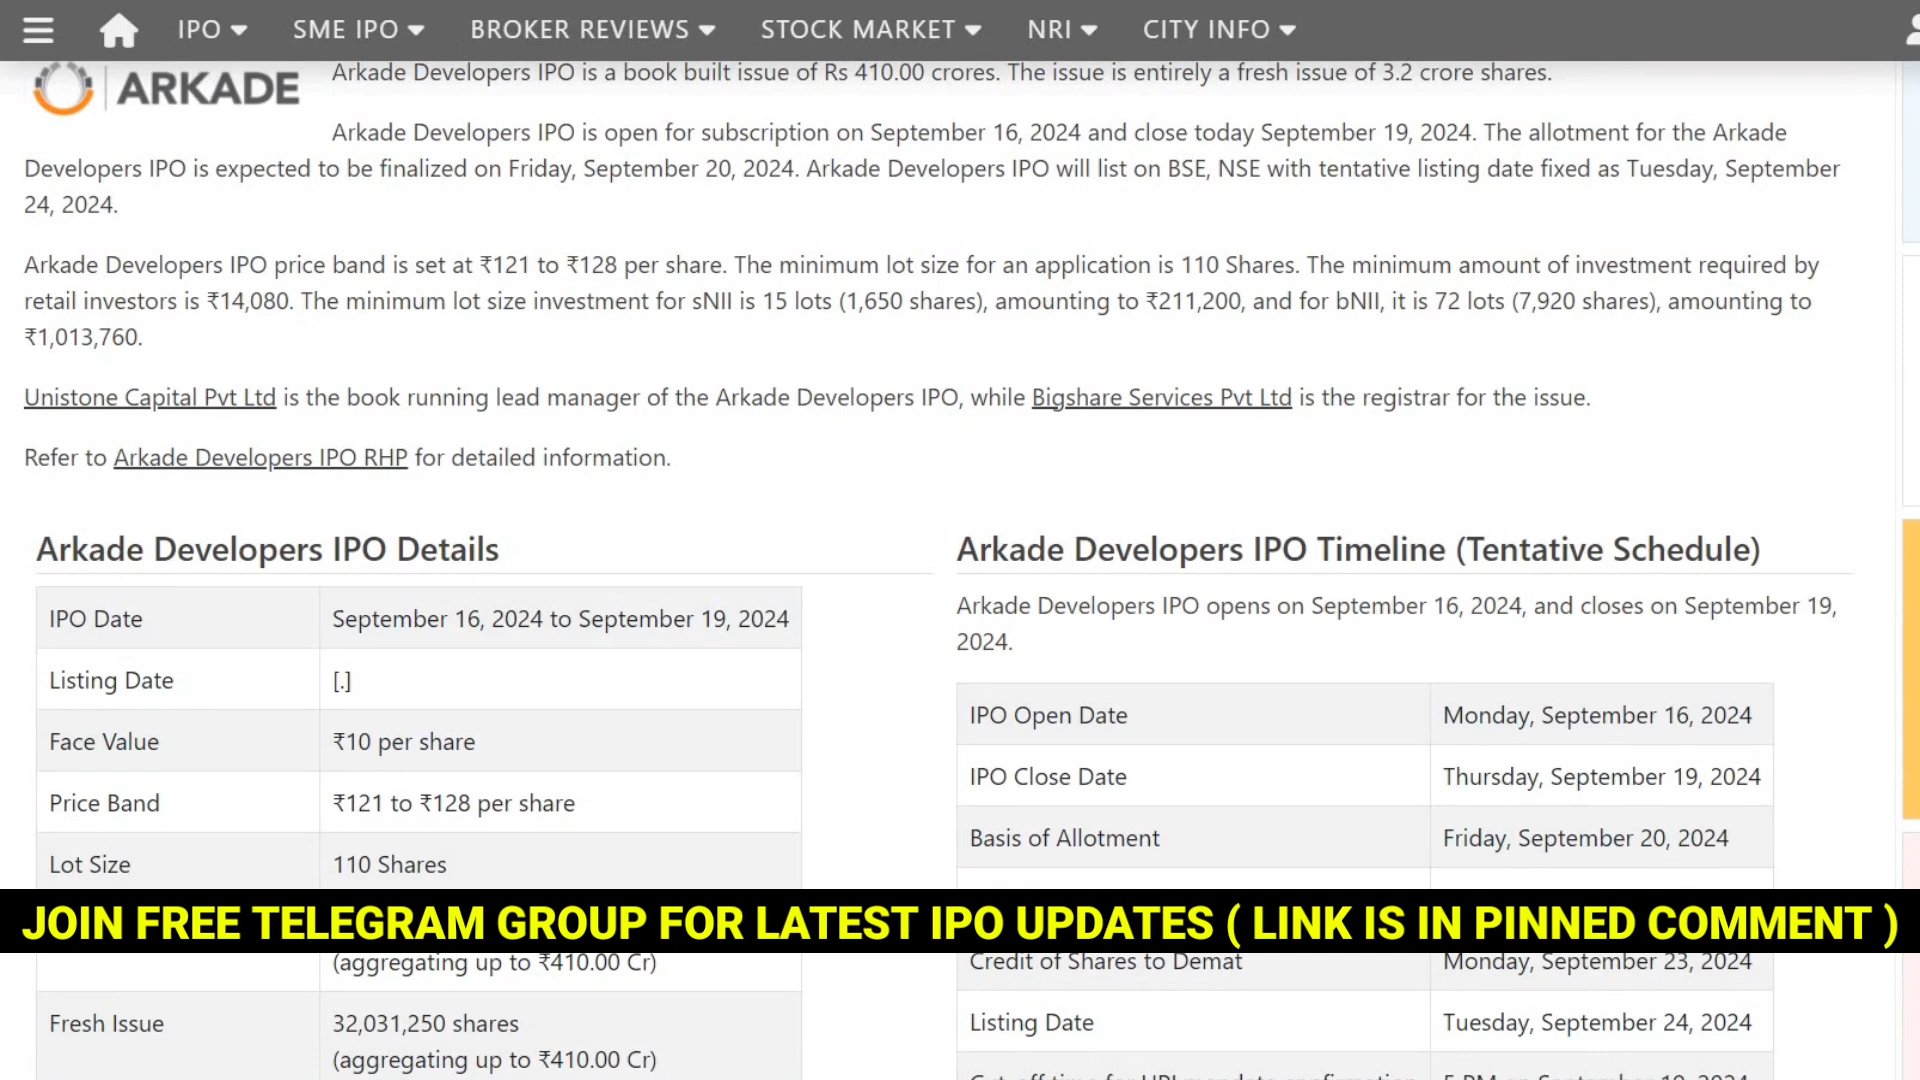 IPO
SME IPO
BROKER REVIEWS
STOCK MARKET
NRI
CITY INFO
ARKADE
Arkade Developers IPO is a book built issue of Rs 410.00 crores. The issue is entirely a fresh issue of 3.2 crore shares.
Arkade Developers IPO is open for subscription on September 16, 2024 and close today September 19, 2024. The allotment for the Arkade
Developers IPO is expected to be finalized on Friday, September 20, 2024. Arkade Developers IPO will list on BSE, NSE with tentative listing date fixed as Tuesday, September
24, 2024.
Arkade Developers IPO price band is set at ₹121 to ₹128 per share. The minimum lot size for an application is 110 Shares. The minimum amount of investment required by
retail investors is ₹14,080. The minimum lot size investment for sNII is 15 lots (1,650 shares), amounting to ₹211,200, and for bNII, it is 72 lots (7,920 shares), amounting to
₹1,013,760.
Unistone Capital Pvt Ltd is the book running lead manager of the Arkade Developers IPO, while Bigshare Services Pvt Ltd is the registrar for the issue.
Refer to Arkade Developers IPO RHP for detailed information.
Arkade Developers IPO Details
IPO Date September 16, 2024 to September 19, 2024
Listing Date [.]
Face Value ₹10 per share
Price Band ₹121 to ₹128 per share
Lot Size 110 Shares
(aggregating up to ₹410.00 Cr)
Fresh Issue 32,031,250 shares
(aggregating up to ₹410.00 Cr)
Arkade Developers IPO Timeline (Tentative Schedule)
Arkade Developers IPO opens on September 16, 2024, and closes on September 19,
2024.
IPO Open Date Monday, September 16, 2024
IPO Close Date Thursday, September 19, 2024
Basis of Allotment Friday, September 20, 2024
Credit of Shares to Demat Monday, September 23, 2024
Listing Date Tuesday, September 24, 2024
Cut-off time for UPI mandate confirmation 5 PM on September 19, 2024
JOIN FREE TELEGRAM GROUP FOR LATEST IPO UPDATES ( LINK IS IN PINNED COMMENT )